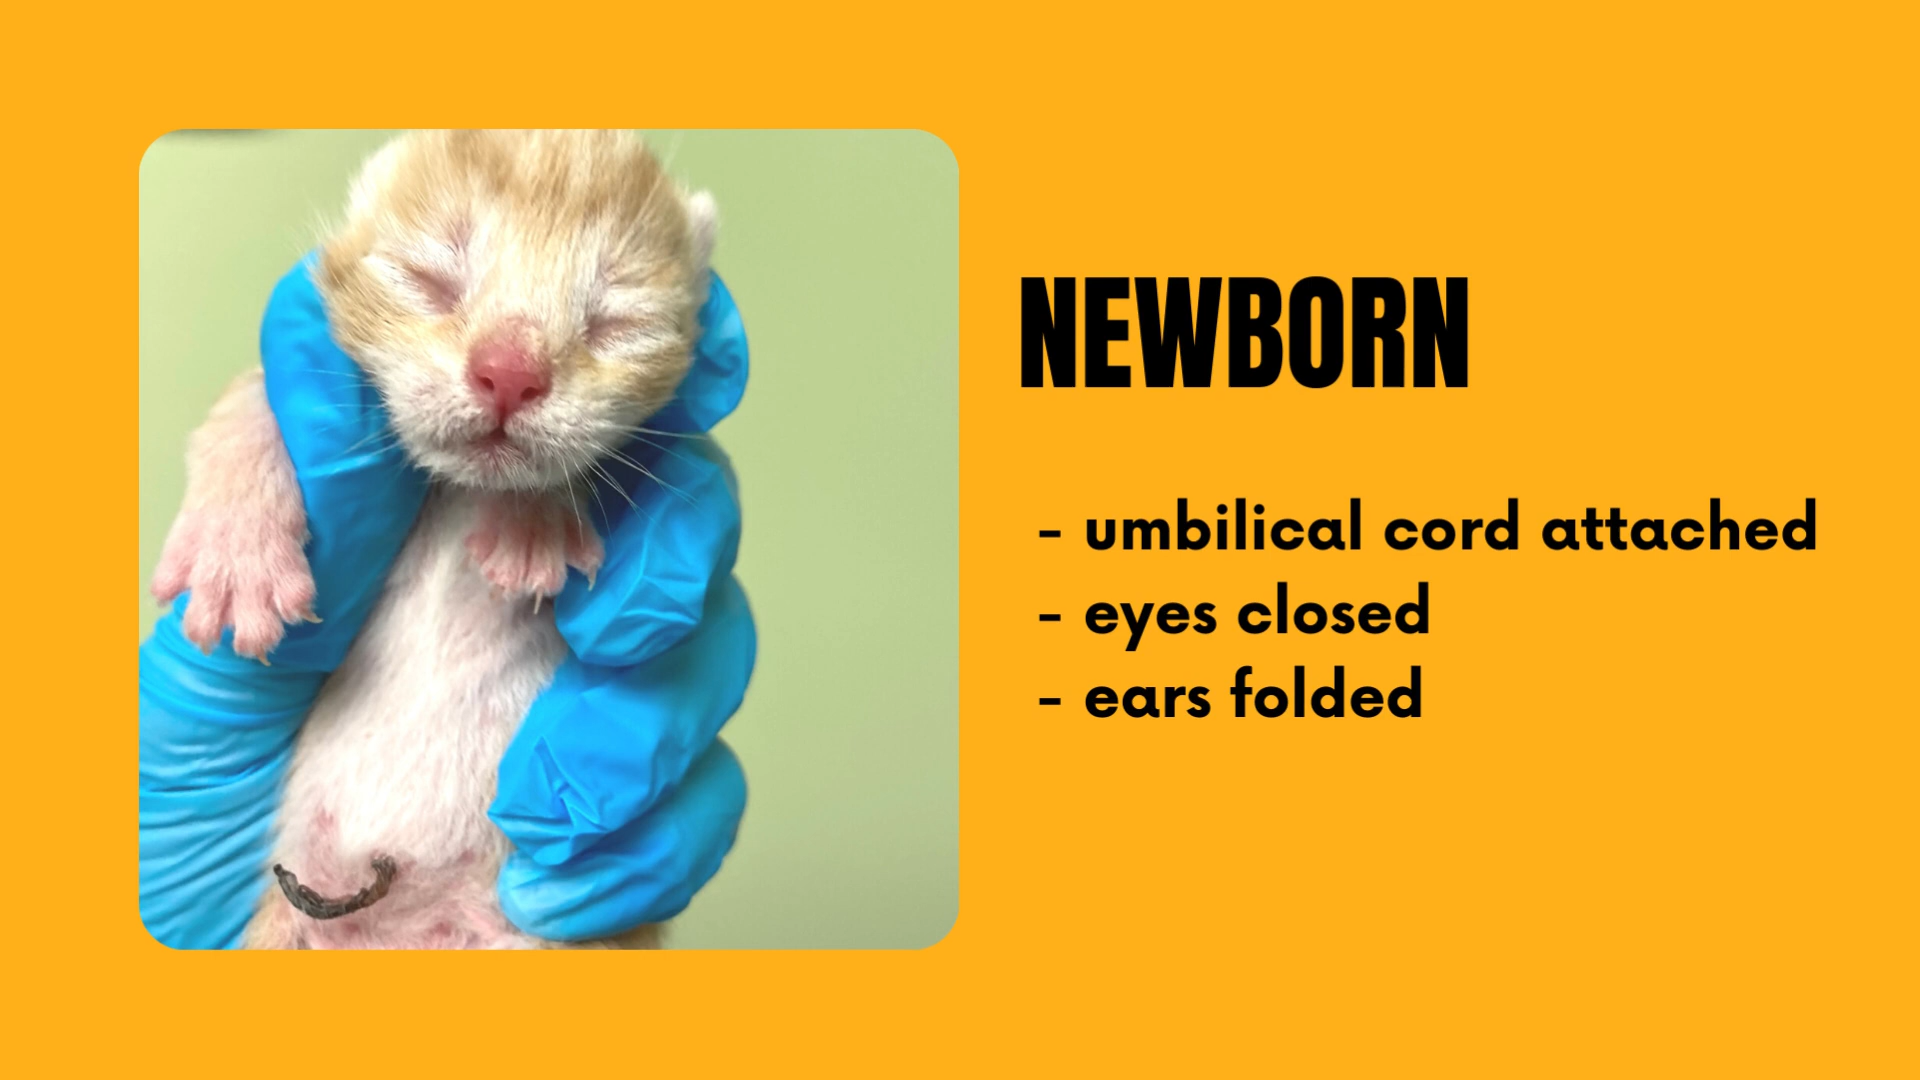 NEWBORN
- umbilical cord attached
- eyes closed
- ears folded